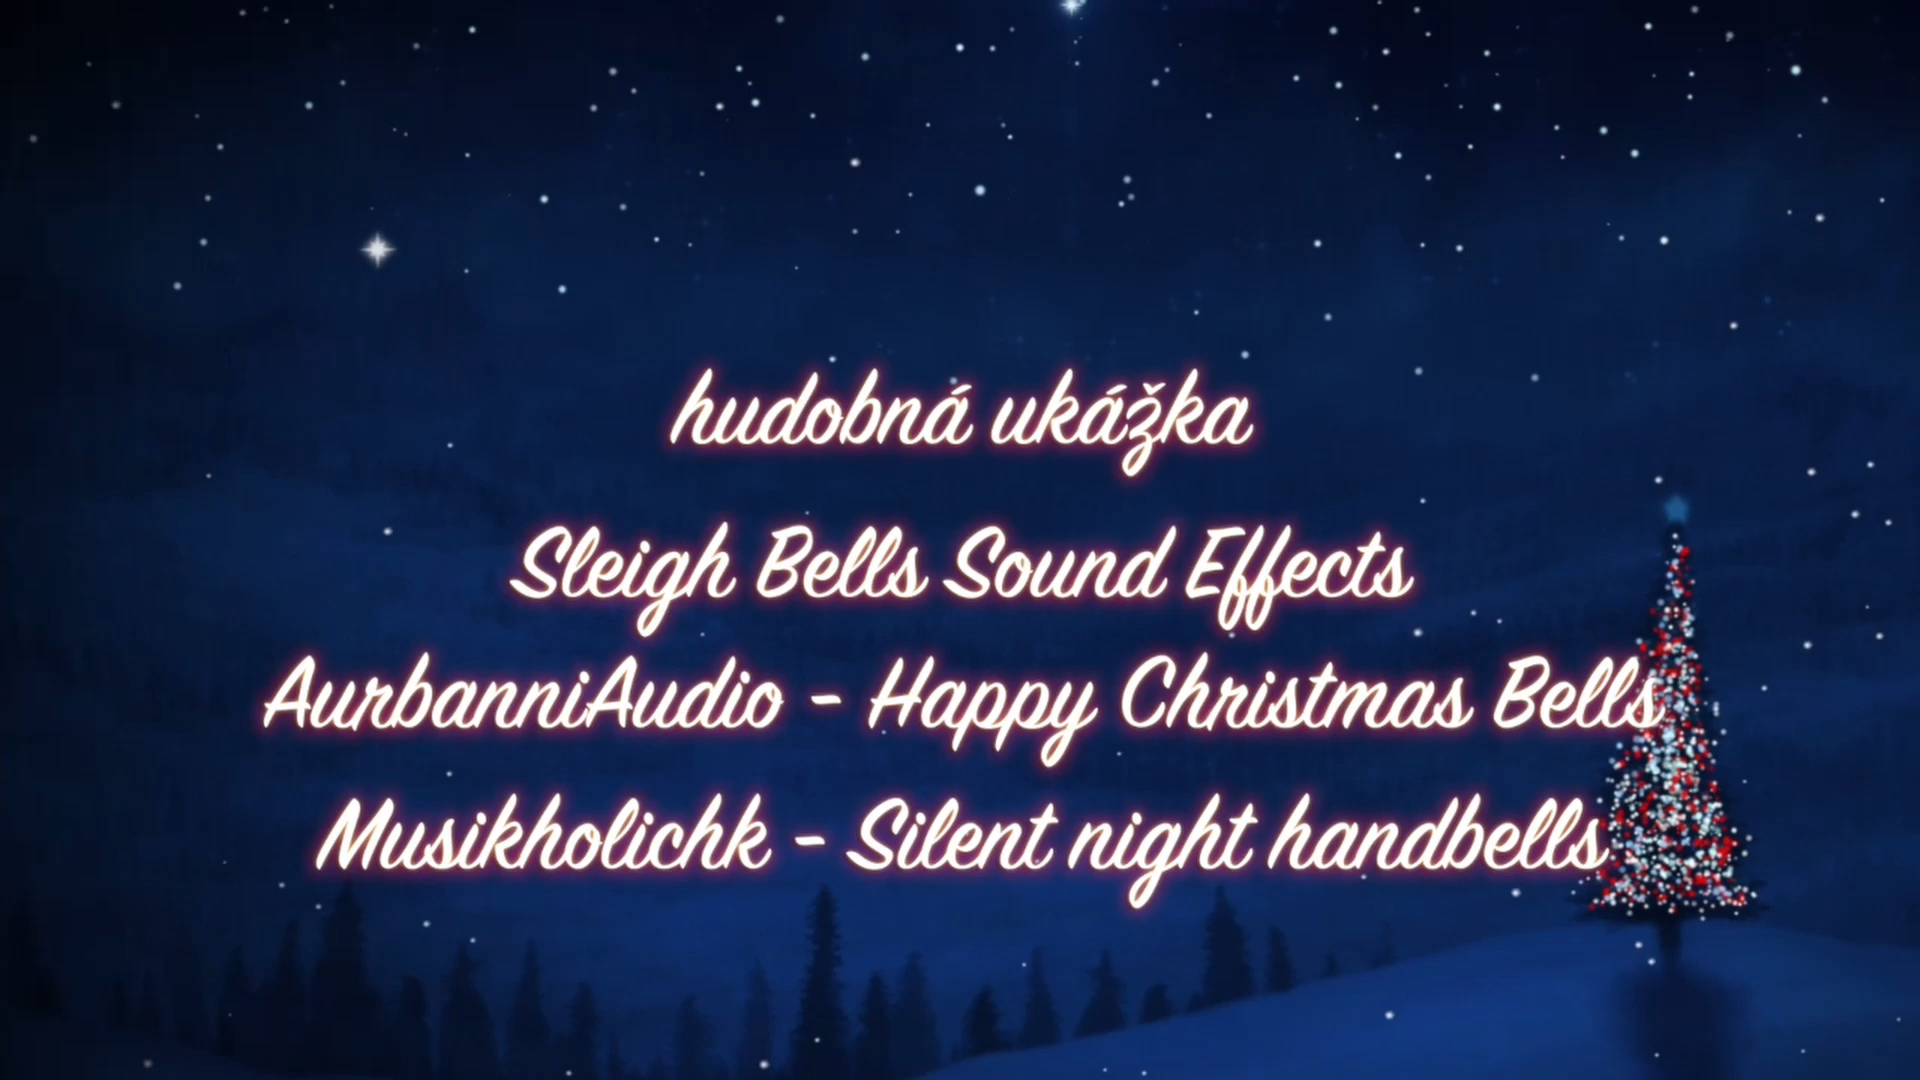 hudobná ukážka
Sleigh Bells Sound Effects
AurbanniAudio - Happy Christmas Bells
Musikholichk - Silent night handbells